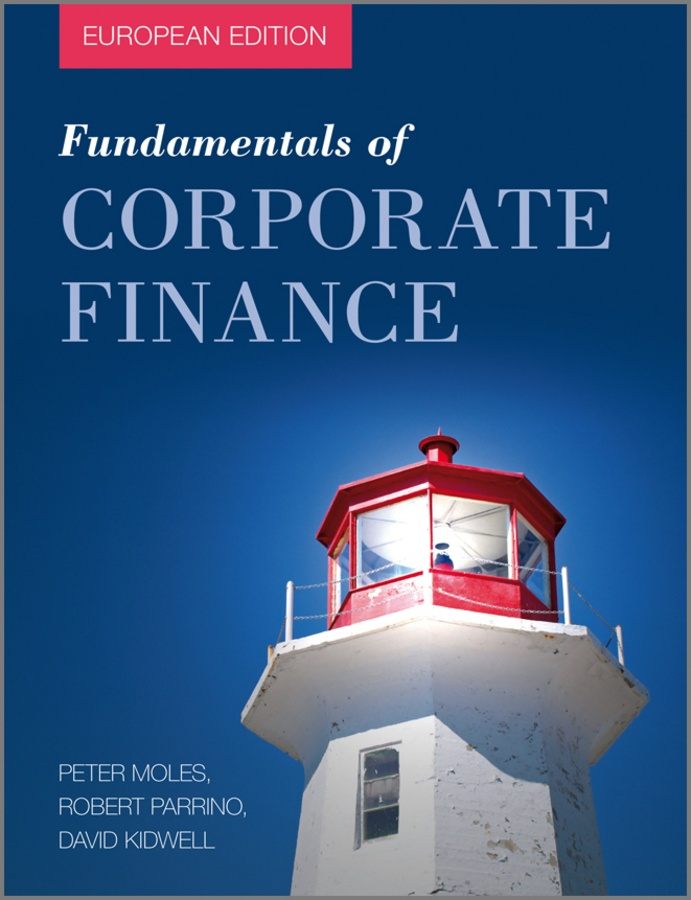 EUROPEAN EDITION
Fundamentals of
CORPORATE
FINANCE
PETER MOLES,
ROBERT PARRINO,
DAVID KIDWELL